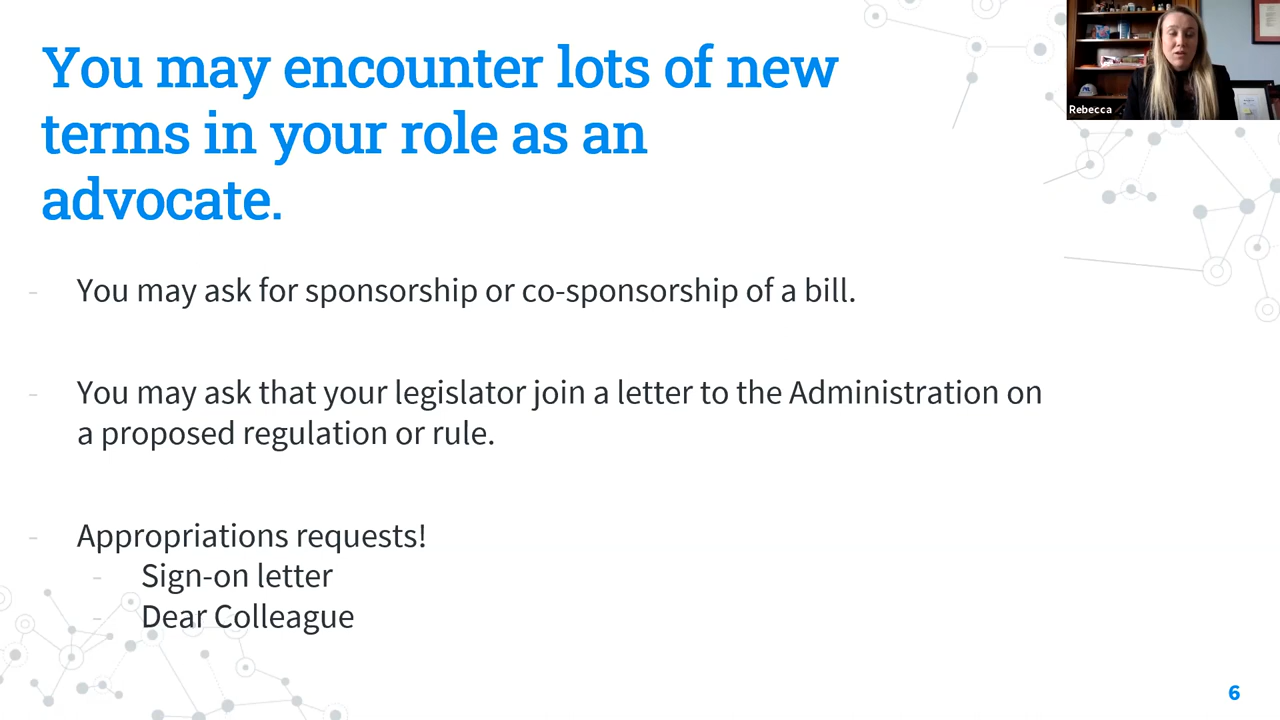 You may encounter lots of new
terms in your role as an
advocate.
Rebecca
- You may ask for sponsorship or co-sponsorship of a bill.
- You may ask that your legislator join a letter to the Administration on
a proposed regulation or rule.
- Appropriations requests!
- Sign-on letter
- Dear Colleague
6